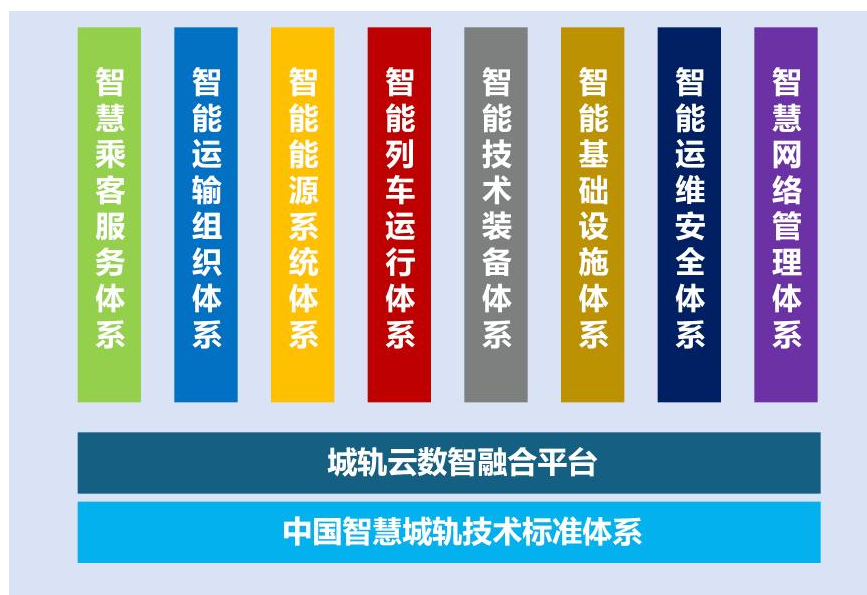 智慧乘客服务体系
智能运输组织体系
智能能源系统体系
智能列车运行体系
智能技术装备体系
智能基础设施体系
智能运维安全体系
智慧网络管理体系
城轨云数智融合平台
中国智慧城轨技术标准体系